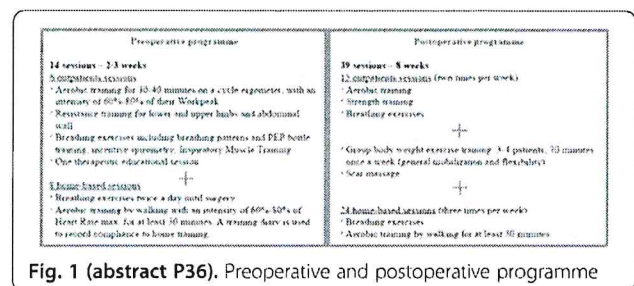 Preoperative programme
14 sessions – 2-3 weeks
6 outpatients sessions
• Aerobic training for 30-40 minutes on a cycle ergometer, with an
intensity of 60%-80% of their Workpeak
• Resistance training for lower and upper limbs and abdominal
wall
• Breathing exercises including breathing patterns and PEP bottle
training, incentive spirometry, Inspiratory Muscle Training
• One therapeutic educational session
+
home-based sessions
• Breathing exercises twice a day until surgery
• Aerobic training by walking with an intensity of 60%-80% of
Heart Rate max. for at least 30 minutes. A training diary is used
to record compliance to home training
Postoperative programme
39 sessions – 8 weeks
outpatients sessions (two times per week)
• Aerobic training
• Strength training
• Breathing exercises
+
• Group body weight exercise training 3-4 patients, 30 minutes
once a week (general mobilization and flexibility)
• Scar massage
+
24 home-based sessions (three times per week)
• Breathing exercises
• Aerobic training by walking for at least 30 minutes
Fig. 1 (abstract P36). Preoperative and postoperative programme